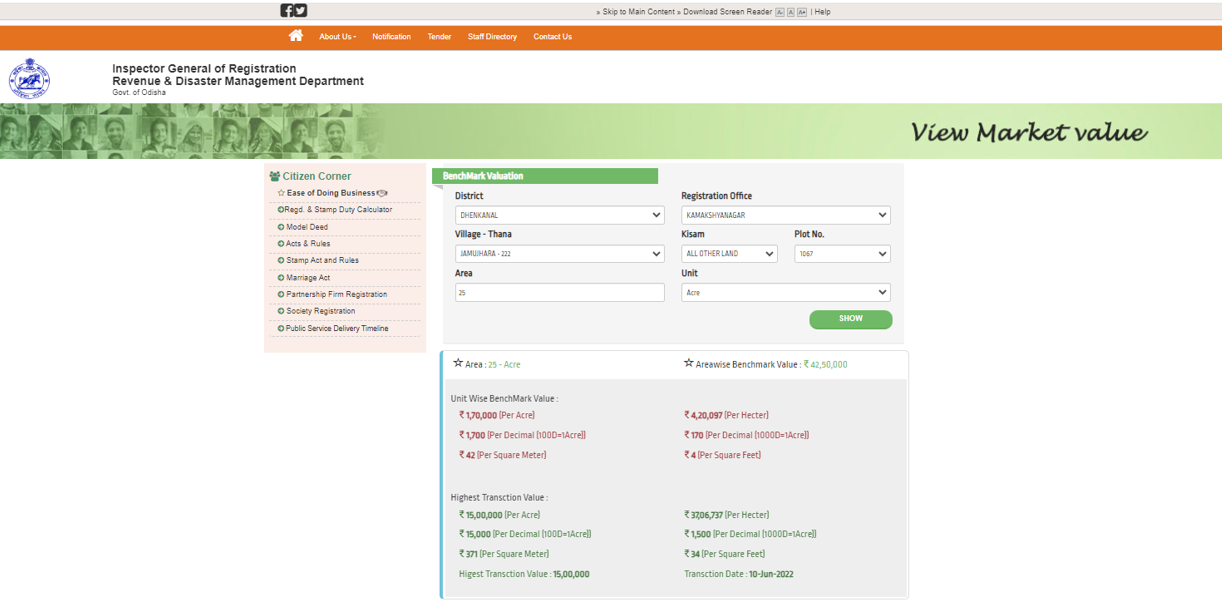 » Skip to Main Content » Download Screen Reader A- A A+ | Help
About Us Notification Tender Staff Directory Contact Us
Inspector General of Registration
Revenue & Disaster Management Department
Govt. of Odisha
View Market value
Citizen Corner
Ease of Doing Business
Regd. & Stamp Duty Calculator
Model Deed
Acts & Rules
Stamp Act and Rules
Marriage Act
Partnership Firm Registration
Society Registration
Public Service Delivery Timeline
BenchMark Valuation
District Registration Office
DHENKANAL KAMAKSHYANAGAR
Village - Thana Kisam Plot No.
JAMUJHARA - 222 ALL OTHER LAND 1067
Area Unit
25 Acre
SHOW
Area : 25 - Acre Areawise Benchmark Value : ₹ 42,50,000
Unit Wise BenchMark Value :
₹ 1,70,000 (Per Acre) ₹ 4,20,097 (Per Hecter)
₹ 1,700 (Per Decimal (100D=1Acre)) ₹ 170 (Per Decimal (1000D=1Acre))
₹ 42 (Per Square Meter) ₹ 4 (Per Square Feet)
Highest Transction Value :
₹ 15,00,000 (Per Acre) ₹ 37,06,737 (Per Hecter)
₹ 15,000 (Per Decimal (100D=1Acre)) ₹ 1,500 (Per Decimal (1000D=1Acre))
₹ 371 (Per Square Meter) ₹ 34 (Per Square Feet)
Higest Transction Value : 15,00,000 Transction Date : 10-Jun-2022